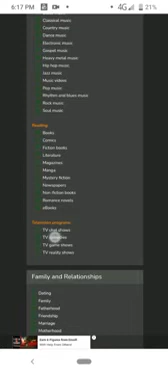 6:17 PM
4G
21%
Classical music
Country music
Dance music
Electronic music
Gospel music
Heavy metal music
Hip hop music
Jazz music
Music videos
Pop music
Rhythm and blues music
Rock music
Soul music
Reading
Books
Comics
Fiction books
Literature
Magazines
Manga
Mystery fiction
Newspapers
Non-fiction books
Romance novels
eBooks
Television programs
TV chat shows
TV
TV game shows
TV reality shows
Family and Relationships
Dating
Family
Fatherhood
Friendship
Marriage
Motherhood